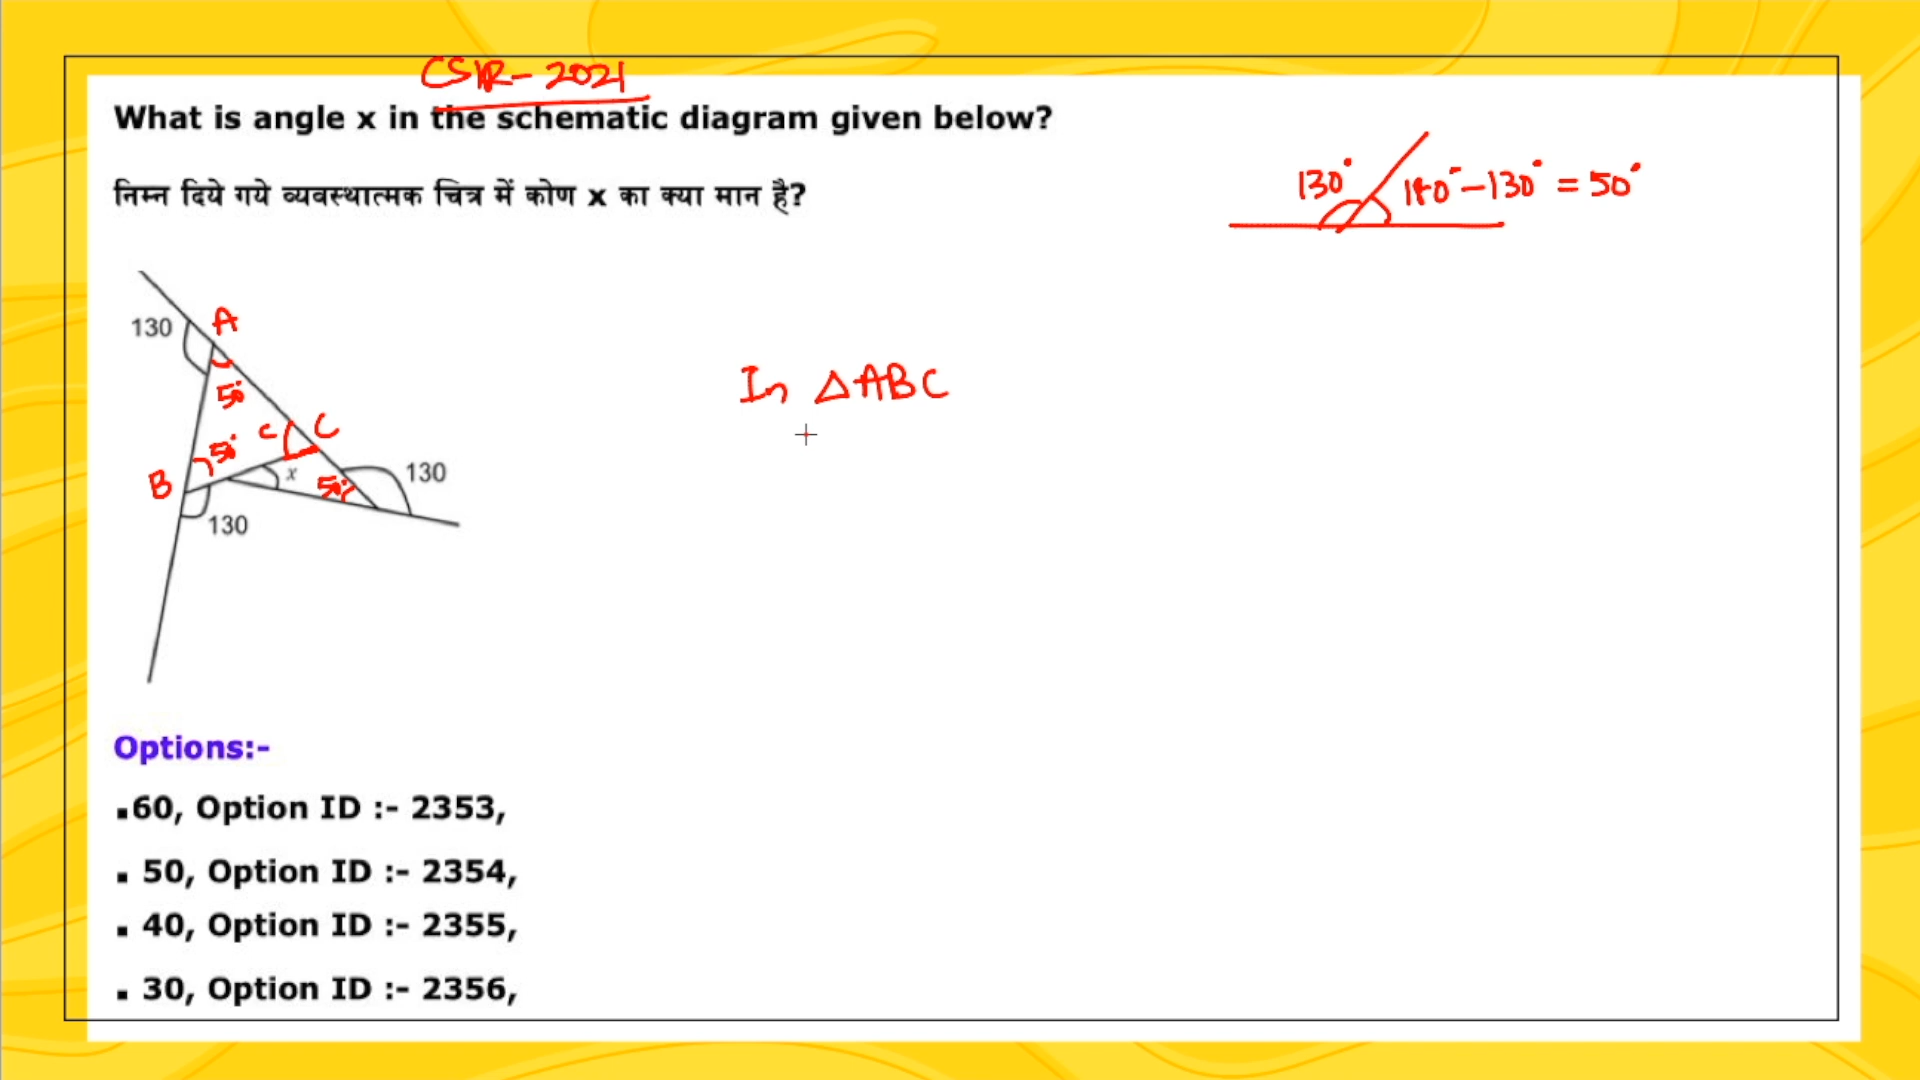 CSIR-2021
What is angle x in the schematic diagram given below?
निम्न दिये गये व्यवस्थात्मक चित्र में कोण x का क्या मान है?
130° 180°-130° = 50°
130
A
50°
C C
50°
B
x
50°
130
130
In △ABC
Options:-
.60, Option ID :- 2353,
. 50, Option ID :- 2354,
. 40, Option ID :- 2355,
. 30, Option ID :- 2356,